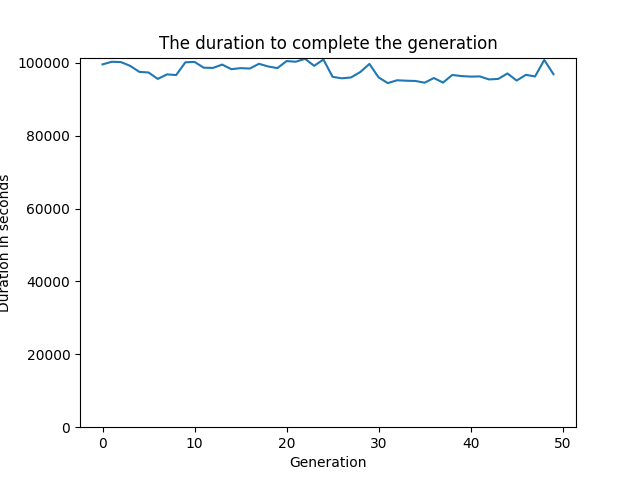 The duration to complete the generation
100000
80000
60000
40000
20000
0
Duration in seconds
0 10 20 30 40 50
Generation